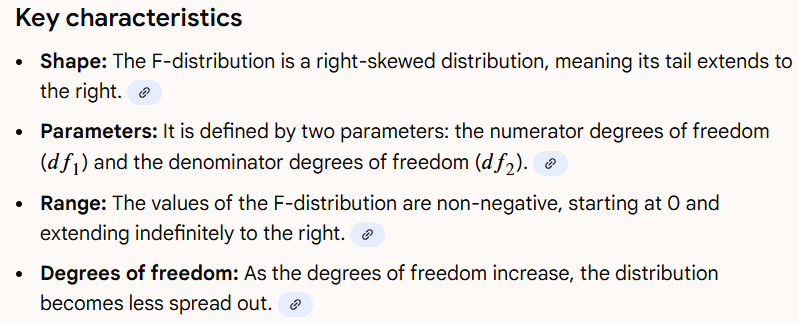 Key characteristics
• Shape: The F-distribution is a right-skewed distribution, meaning its tail extends to
the right.
• Parameters: It is defined by two parameters: the numerator degrees of freedom
(df₁) and the denominator degrees of freedom (df₂).
• Range: The values of the F-distribution are non-negative, starting at 0 and
extending indefinitely to the right.
• Degrees of freedom: As the degrees of freedom increase, the distribution
becomes less spread out.